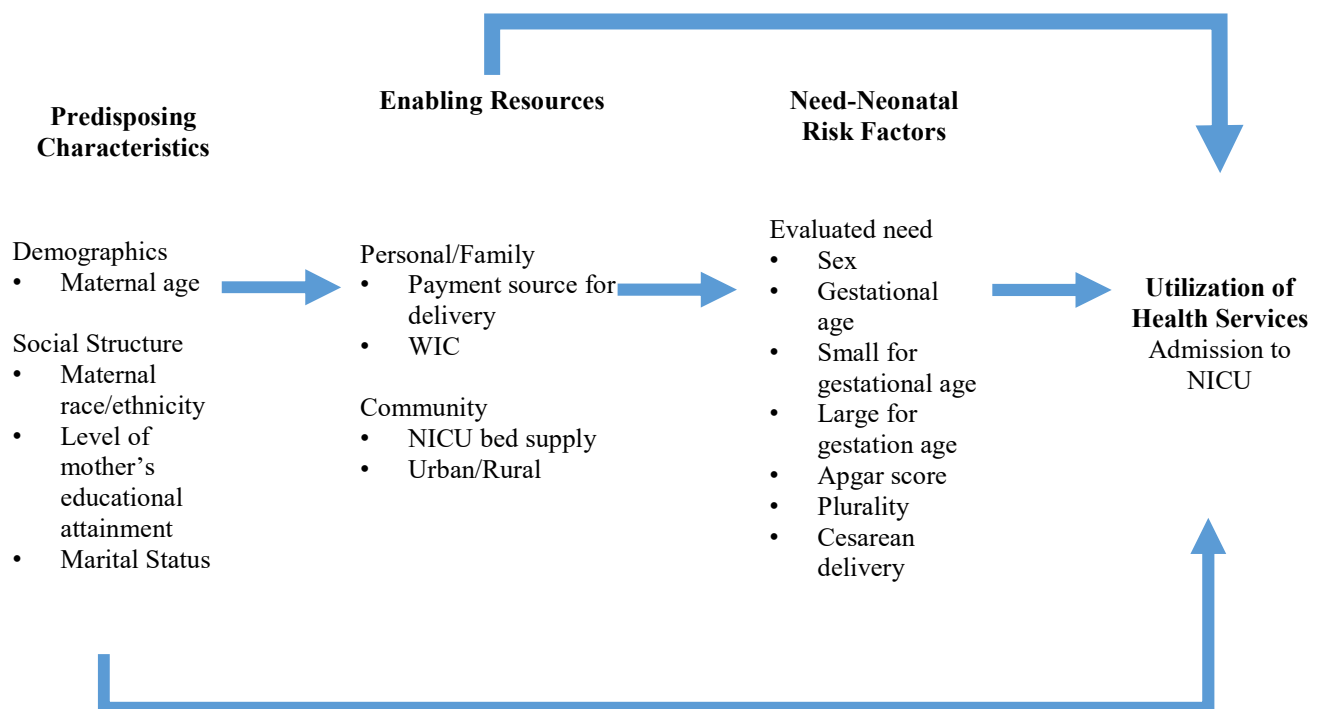 Predisposing
Characteristics
Demographics
• Maternal age
Social Structure
• Maternal
race/ethnicity
• Level of
mother’s
educational
attainment
• Marital Status
Enabling Resources
Personal/Family
• Payment source for
delivery
• WIC
Community
• NICU bed supply
• Urban/Rural
Need-Neonatal
Risk Factors
Evaluated need
• Sex
• Gestational
age
• Small for
gestational age
• Large for
gestation age
• Apgar score
• Plurality
• Cesarean
delivery
Utilization of
Health Services
Admission to
NICU